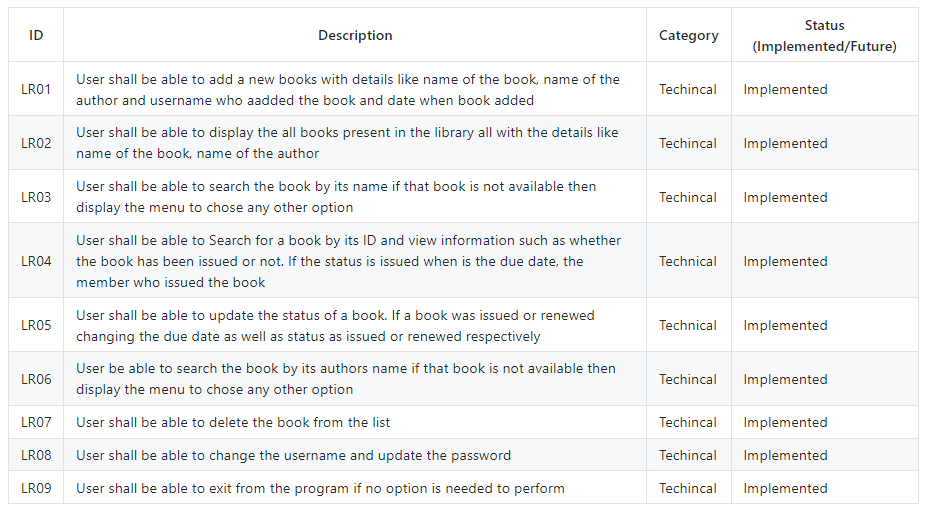 ID Description Category Status
(Implemented/Future)
LR01 User shall be able to add a new books with details like name of the book, name of the
author and username who aadded the book and date when book added Techincal Implemented
LR02 User shall be able to display the all books present in the library all with the details like
name of the book, name of the author Techincal Implemented
LR03 User shall be able to search the book by its name if that book is not available then
display the menu to chose any other option Techincal Implemented
LR04 User shall be able to Search for a book by its ID and view information such as whether
the book has been issued or not. If the status is issued when is the due date, the
member who issued the book Technical Implemented
LR05 User shall be able to update the status of a book. If a book was issued or renewed
changing the due date as well as status as issued or renewed respectively Technical Implemented
LR06 User be able to search the book by its authors name if that book is not available then
display the menu to chose any other option Techincal Implemented
LR07 User shall be able to delete the book from the list Techincal Implemented
LR08 User shall be able to change the username and update the password Techincal Implemented
LR09 User shall be able to exit from the program if no option is needed to perform Techincal Implemented